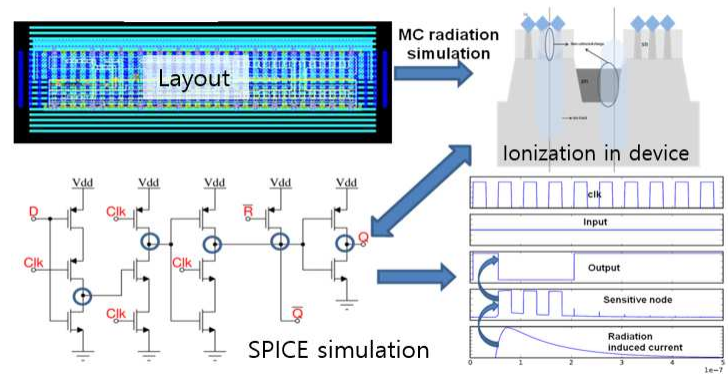 Layout
MC radiation
simulation
Ionization in device
Vdd
Vdd
Vdd
Vdd
Vdd
D
Clk
R
Q
Clk
Clk
Clk
Q
SPICE simulation
clk
Input
Output
Sensitive node
Radiation
induced current
0
1
2
3
4
5
1e-7